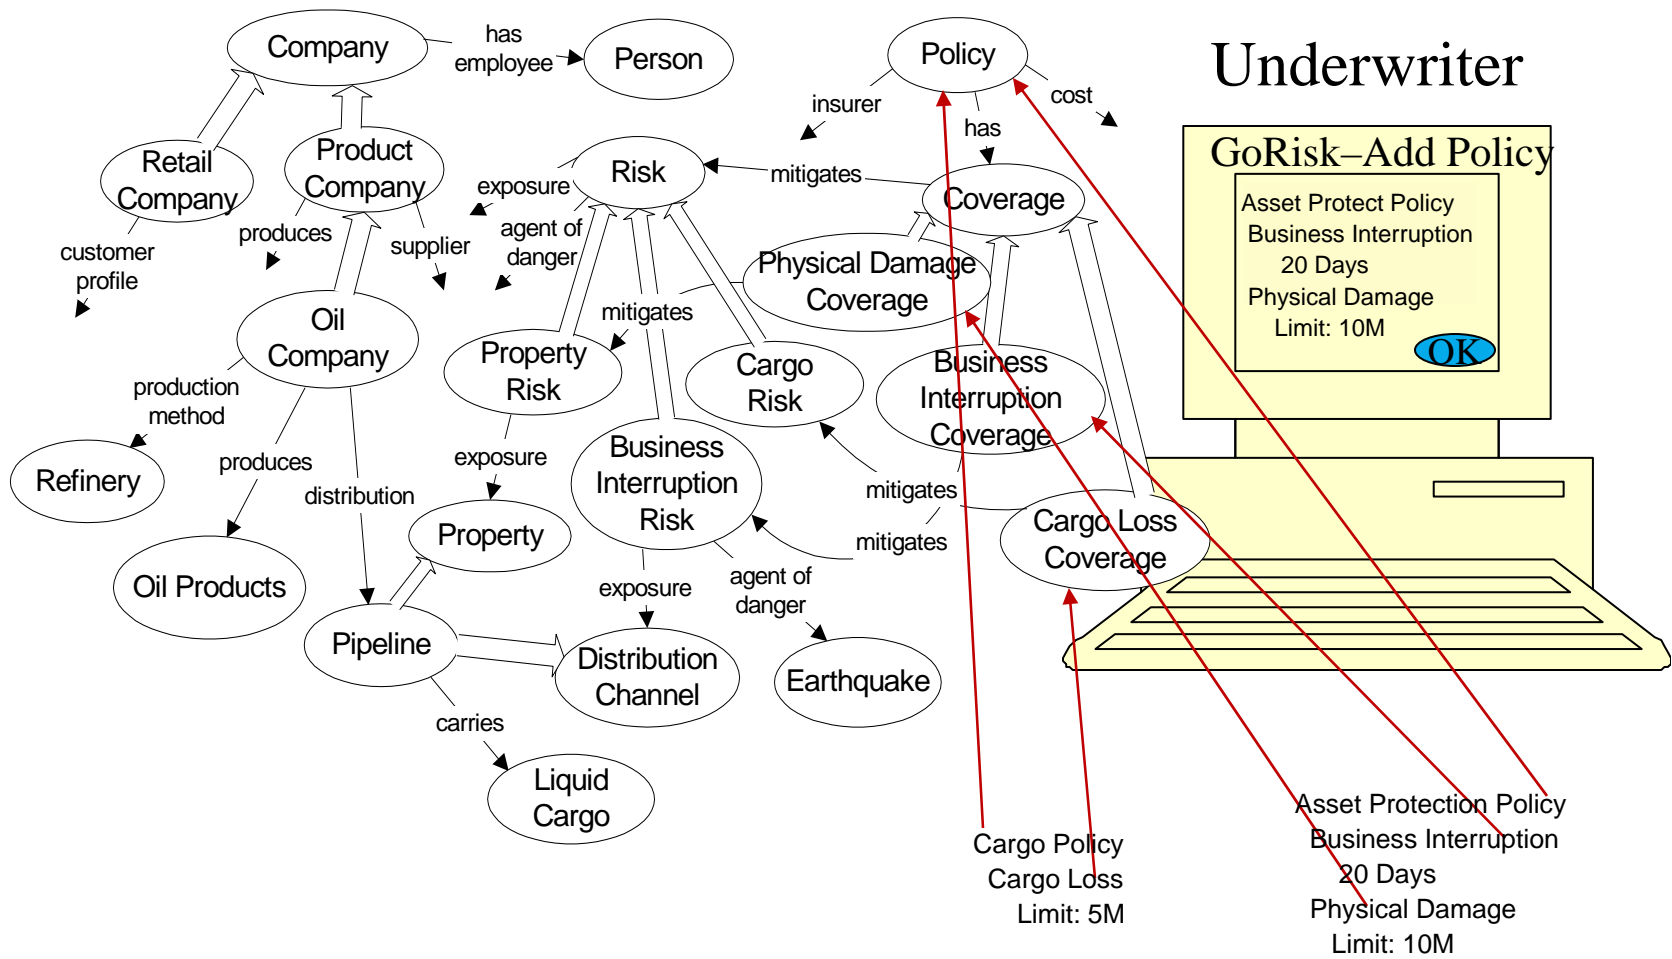 Company
has
employee
Person
Policy
Underwriter
insurer
cost
has
GoRisk–Add Policy
Retail
Company
Product
Company
Risk
exposure
mitigates
Coverage
Asset Protect Policy
Business Interruption
20 Days
Physical Damage
Limit: 10M
OK
customer
profile
produces
supplier
agent of
danger
Physical Damage
Coverage
mitigates
Oil
Company
Property
Risk
Cargo
Risk
Business
Interruption
Coverage
production
method
Refinery
produces
distribution
exposure
Business
Interruption
Risk
mitigates
mitigates
Cargo Loss
Coverage
Property
Oil Products
exposure
agent of
danger
Pipeline
Distribution
Channel
Earthquake
carries
Liquid
Cargo
Cargo Policy
Cargo Loss
Limit: 5M
Asset Protection Policy
Business Interruption
20 Days
Physical Damage
Limit: 10M